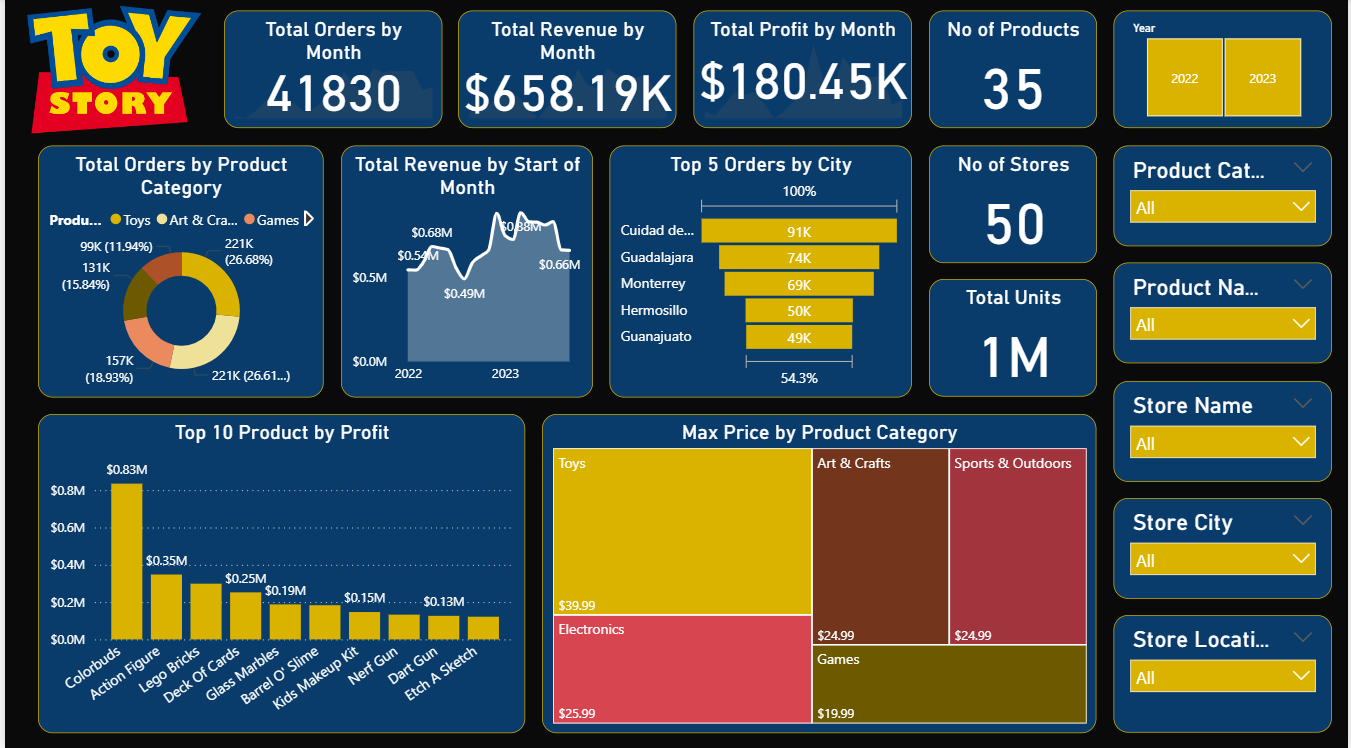 TOY
STORY
Total Orders by
Month
41830
Total Revenue by
Month
$658.19K
Total Profit by Month
$180.45K
No of Products
35
Year
2022
2023
Total Orders by Product
Category
Produ...
Toys
Art & Cra...
Games
99K (11.94%)
221K
(26.68%)
131K
(15.84%)
157K
(18.93%)
221K (26.61...)
Total Revenue by Start of
Month
$0.5M
$0.0M
$0.54M
$0.68M
$0.49M
$0.88M
$0.66M
2022
2023
Top 5 Orders by City
100%
Cuidad de...
91K
Guadalajara
74K
Monterrey
69K
Hermosillo
50K
Guanajuato
49K
54.3%
No of Stores
50
Total Units
1M
Product Cat...
All
Product Na...
All
Store Name
All
Store City
All
Store Locati...
All
Top 10 Product by Profit
$0.8M
$0.6M
$0.4M
$0.2M
$0.0M
$0.83M
$0.35M
$0.25M
$0.19M
$0.15M
$0.13M
Colorbuds
Action Figure
Lego Bricks
Deck Of Cards
Glass Marbles
Barrel O' Slime
Kids Makeup Kit
Nerf Gun
Dart Gun
Etch A Sketch
Max Price by Product Category
Toys
$39.99
Electronics
$25.99
Art & Crafts
$24.99
Sports & Outdoors
$24.99
Games
$19.99